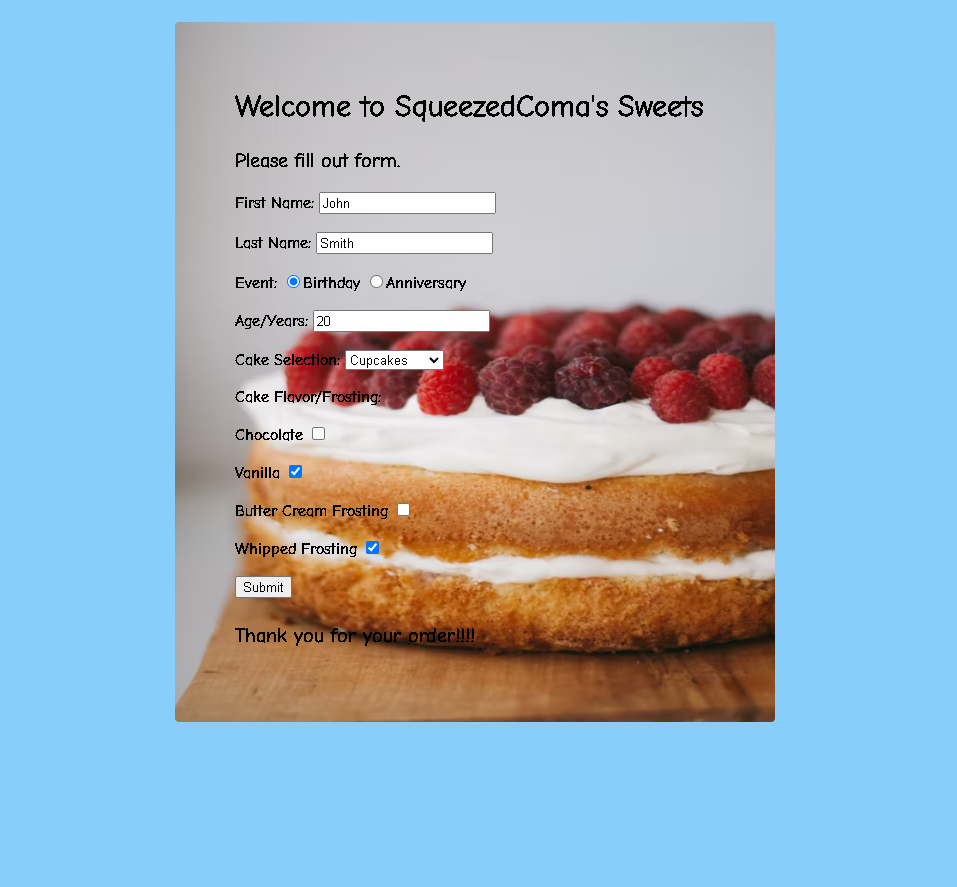 Welcome to SqueezedComa's Sweets
Please fill out form.
First Name: John
Last Name: Smith
Event: Birthday Anniversary
Age/Years: 20
Cake Selection: Cupcakes
Cake Flavor/Frosting:
Chocolate
Vanilla
Butter Cream Frosting
Whipped Frosting
Submit
Thank you for your order!!!!